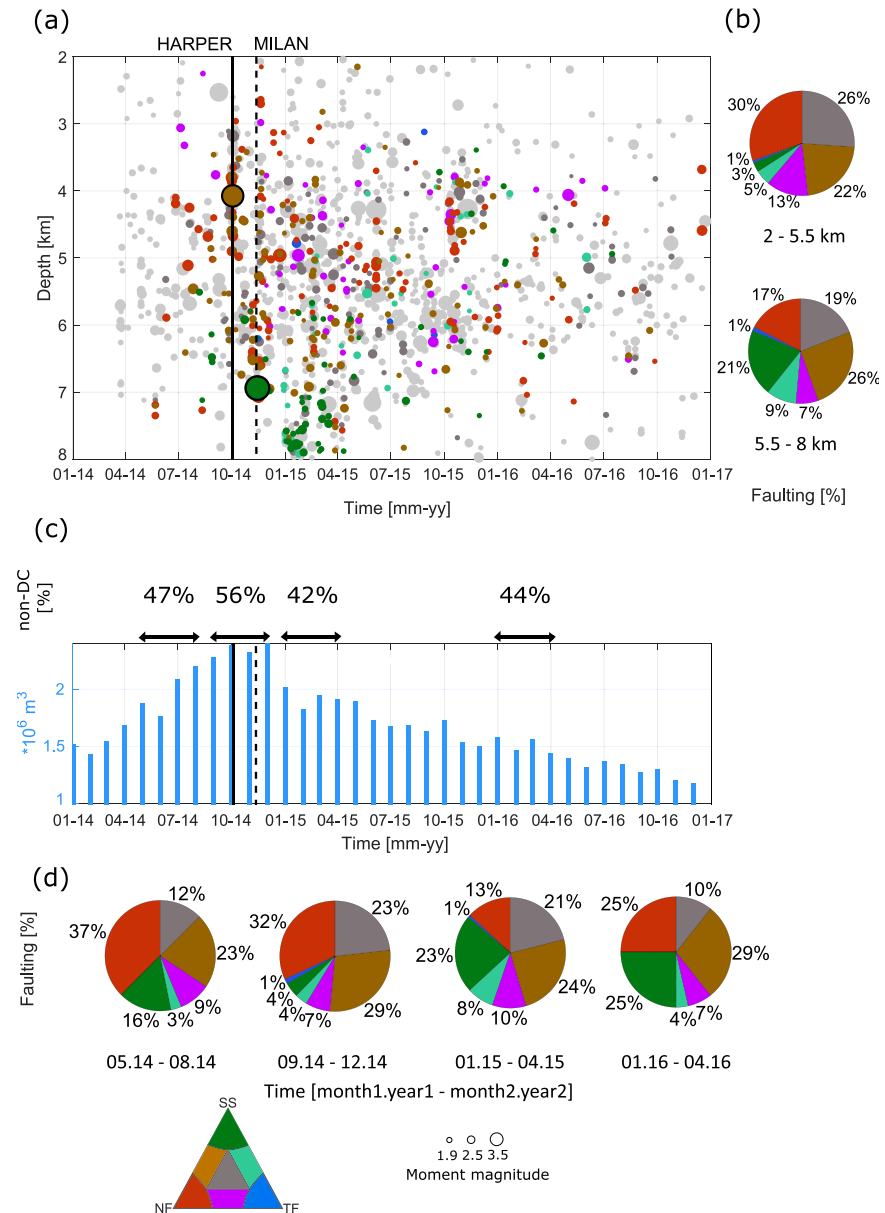 (a)
HARPER MILAN
2
3
4
5
6
7
8
Depth [km]
01-14 04-14 07-14 10-14 01-15 04-15 07-15 10-15 01-16 04-16 07-16 10-16 01-17
Time [mm-yy]
(b)
30% 26%
1%
3%
5%
13% 22%
2 - 5.5 km
17% 19%
1%
21%
9% 7% 26%
5.5 - 8 km
Faulting [%]
(c)
non-DC
[%]
47% 56% 42% 44%
*10⁶ m³
2
1.5
1
01-14 04-14 07-14 10-14 01-15 04-15 07-15 10-15 01-16 04-16 07-16 10-16 01-17
Time [mm-yy]
(d)
Faulting [%]
37% 12%
23%
9%
3%
16%
05.14 - 08.14
32% 23%
1%
4%
4% 7% 29%
09.14 - 12.14
13% 21%
1%
23%
8% 10% 24%
01.15 - 04.15
25% 10%
29%
25% 4% 7%
01.16 - 04.16
Time [month1.year1 - month2.year2]
SS
NF TF
1.9 2.5 3.5
Moment magnitude